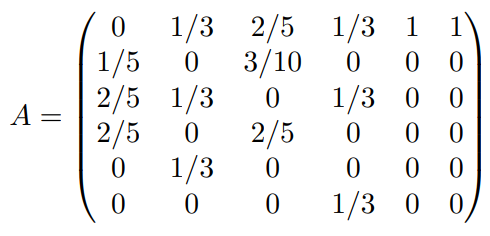 0 1/3 2/5 1/3 1 1
1/5 0 3/10 0 0 0
2/5 1/3 0 1/3 0 0
A = 2/5 0 2/5 0 0 0
0 1/3 0 0 0 0
0 0 0 1/3 0 0